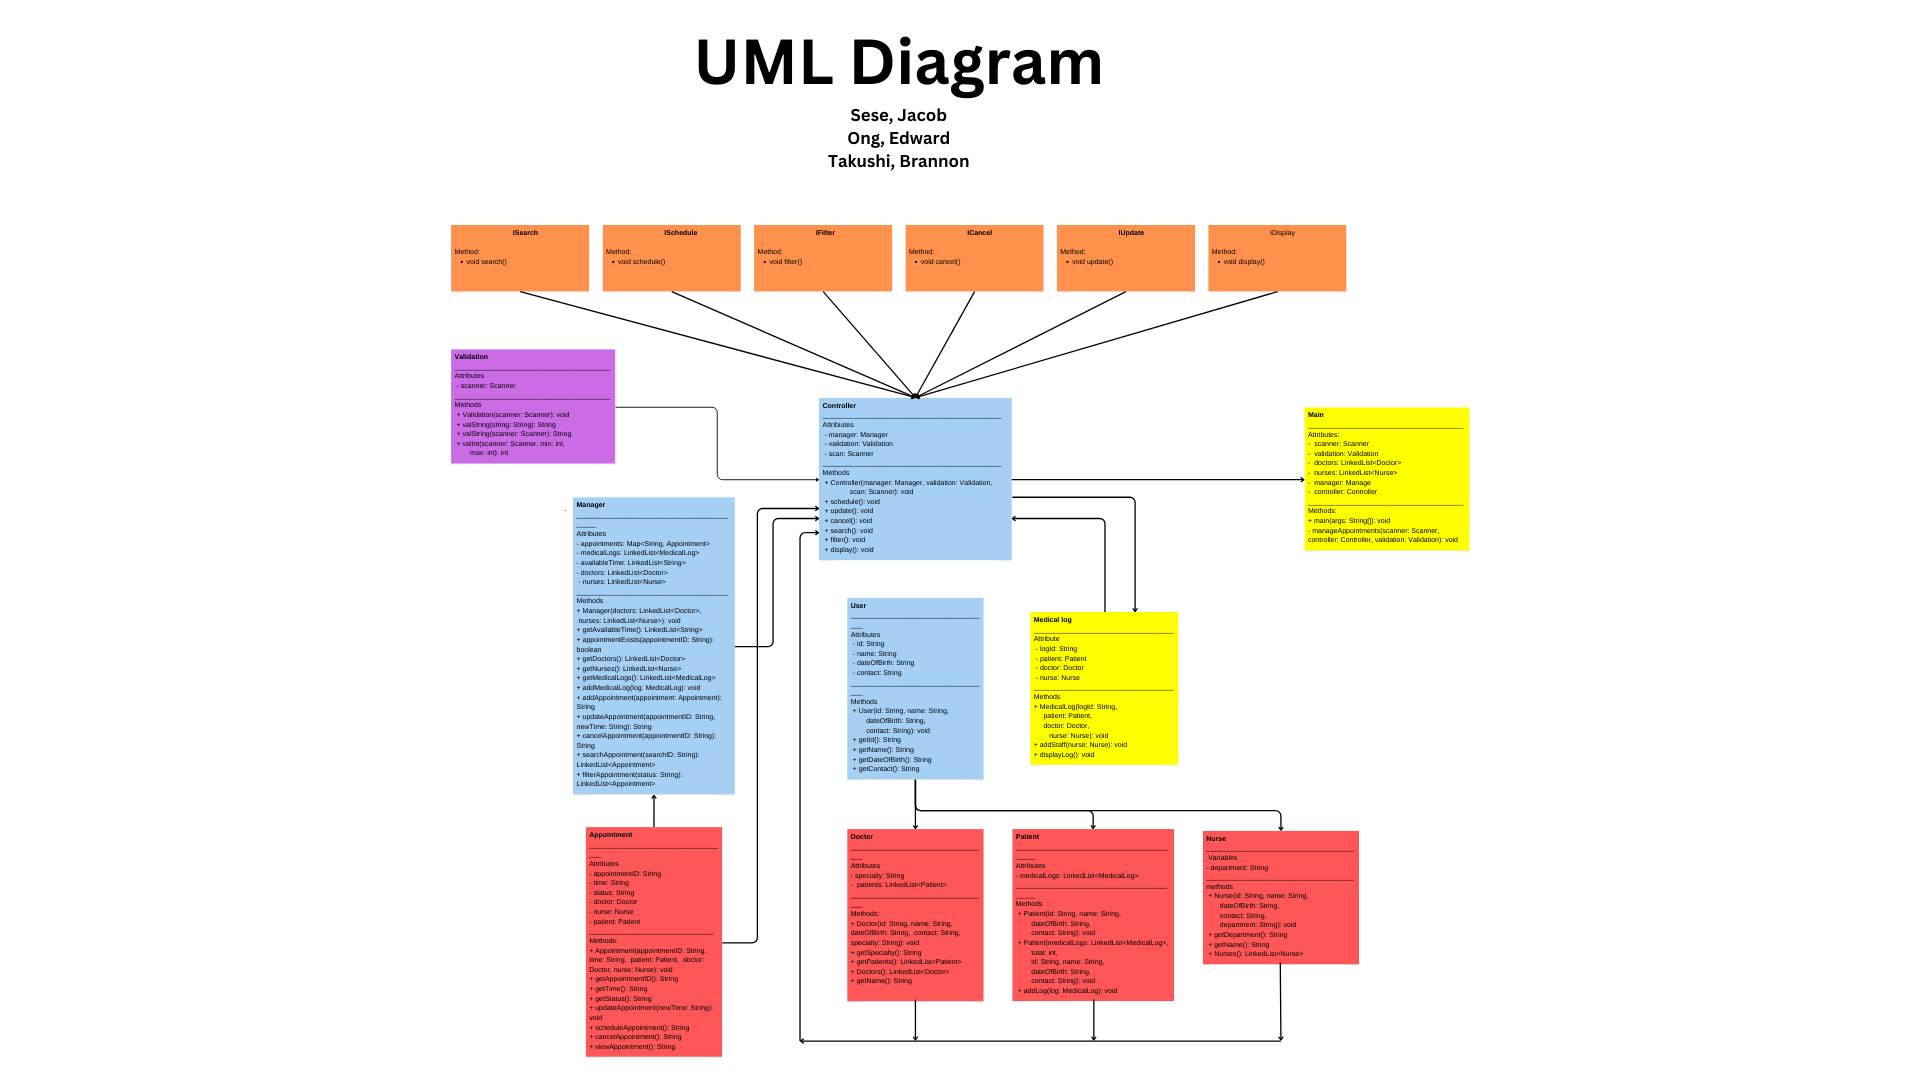 UML Diagram
Sese, Jacob
Ong, Edward
Takushi, Brannon
ISearch
Method:
• void search()
ISchedule
Method:
• void schedule()
IFilter
Method:
• void filter()
ICancel
Method:
• void cancel()
IUpdate
Method:
• void update()
IDisplay
Method:
• void display()
Validation
Attributes
- scanner: Scanner
Methods
+ Validation(scanner: Scanner): void
+ valString(string: String): String
+ valString(scanner: Scanner): String
+ valInt(scanner: Scanner, min: int,
max: int): int
Controller
Attribiutes
- manager: Manager
- validation: Validation
- scan: Scanner
Methods
+ Controller(manager: Manager, validation: Validation,
scan: Scanner): void
+ schedule(): void
+ update(): void
+ cancel(): void
+ search(): void
+ filter(): void
+ display(): void
Main
Attributes:
- scanner: Scanner
- validation: Validation
- doctors: LinkedList<Doctor>
- nurses: LinkedList<Nurse>
- manager: Manage
- controller: Controller
Methods:
+ main(args: String[]): void
- manageAppointments(scanner: Scanner,
controller: Controller, validation: Validation): void
Manager
Attributes
- appointments: Map<String, Appointment>
- medicalLogs: LinkedList<MedicalLog>
- availableTime: LinkedList<String>
- doctors: LinkedList<Doctor>
- nurses: LinkedList<Nurse>
Methods
+ Manager(doctors: LinkedList<Doctor>,
nurses: LinkedList<Nurse>): void
+ getAvailableTime(): LinkedList<String>
+ appointmentExists(appointmentID: String):
boolean
+ getDoctors(): LinkedList<Doctor>
+ getNurses(): LinkedList<Nurse>
+ getMedicalLogs(): LinkedList<MedicalLog>
+ addMedicalLog(log: MedicalLog): void
+ addAppointment(appointment: Appointment):
String
+ updateAppointment(appointmentID: String,
newTime: String): String
+ cancelAppointment(appointmentID: String):
String
+ searchAppointment(searchID: String):
LinkedList<Appointment>
+ filterAppointment(status: String):
LinkedList<Appointment>
User
Attributes
- id: String
- name: String
- dateOfBirth: String
- contact: String
Methods
+ User(id: String, name: String,
dateOfBirth: String,
contact: String): void
+ getId(): String
+ getName(): String
+ getDateOfBirth(): String
+ getContact(): String
Medical log
Attribute
- logId: String
- patient: Patient
- doctor: Doctor
- nurse: Nurse
Methods
+ MedicalLog(logId: String,
patient: Patient,
doctor: Doctor,
nurse: Nurse): void
+ addStaff(nurse: Nurse): void
+ displayLog(): void
Appointment
Attributes
- appointmentID: String
- time: String
- status: String
- doctor: Doctor
- nurse: Nurse
- patient: Patient
Methods:
+ Appointment(appointmentID: String,
time: String, patient: Patient, doctor:
Doctor, nurse: Nurse): void
+ getAppointmentID(): String
+ getTime(): String
+ getStatus(): String
+ updateAppointment(newTime: String):
void
+ scheduleAppointment(): String
+ cancelAppointment(): String
+ viewAppointment(): String
Doctor
Attributes
- specialty: String
- patients: LinkedList<Patient>
Methods:
+ Doctor(id: String, name: String,
dateOfBirth: String, contact: String,
specialty: String): void
+ getSpecialty(): String
+ getPatients(): LinkedList<Patient>
+ Doctors(): LinkedList<Doctor>
+ getName(): String
Patient
Attributes
- medicalLogs: LinkedList<MedicalLog>
Methods
+ Patient(id: String, name: String,
dateOfBirth: String,
contact: String): void
+ Patient(medicalLogs: LinkedList<MedicalLog>,
total: int,
id: String, name: String,
dateOfBirth: String,
contact: String): void
+ addLog(log: MedicalLog): void
Nurse
Variables
- department: String
methods
+ Nurse(id: String, name: String,
dateOfBirth: String,
contact: String,
department: String): void
+ getDepartment(): String
+ getName(): String
+ Nurses(): LinkedList<Nurse>